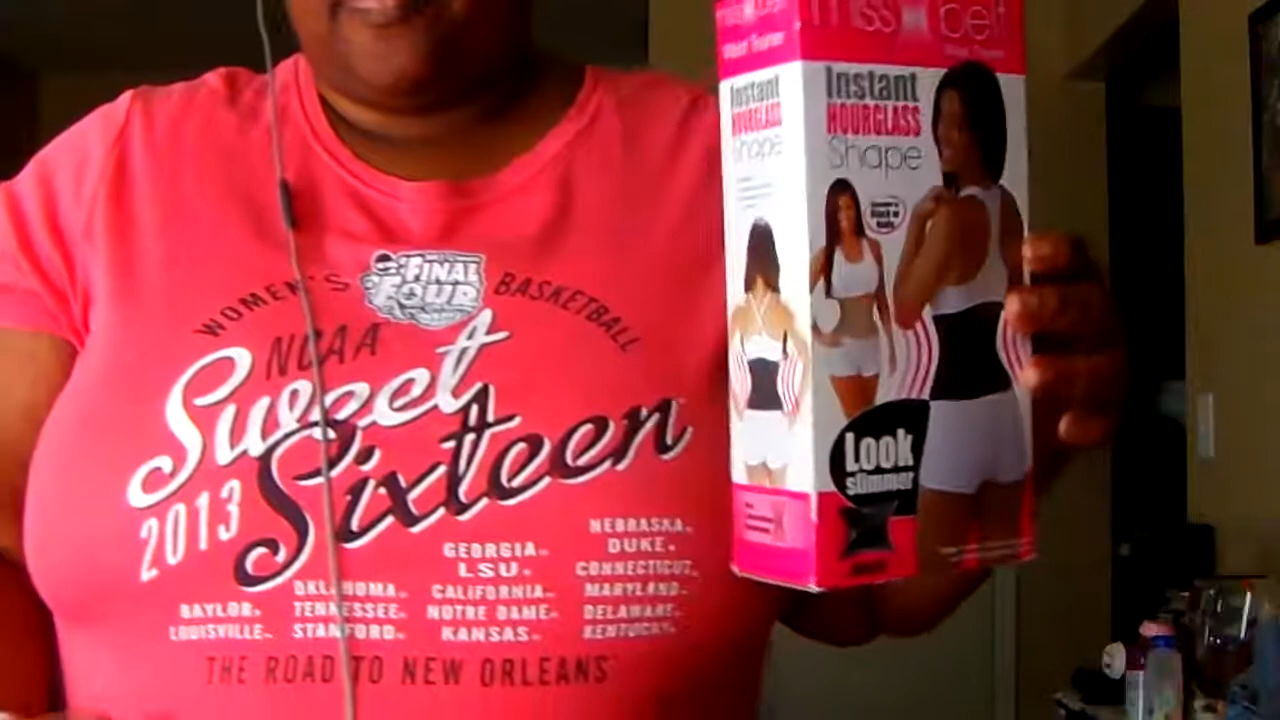 WOMEN'S
FINAL
FOUR
BASKETBALL
NCAA
Sweet
Sixteen
2013
NEBRASKA.
GEORGIA.
DUKE.
LSU.
CONNECTICUT.
OKLAHOMA.
CALIFORNIA.
MARYLAND.
BAYLOR.
TENNESSEE.
NOTRE DAME.
DELAWARE.
LOUISVILLE.
STANFORD.
KANSAS.
KENTUCKY.
THE ROAD TO NEW ORLEANS
miss belt
Waist Trainer
Instant
HOURGLASS
Shape
Instant
HOURGLASS
Shape
Look
slimmer